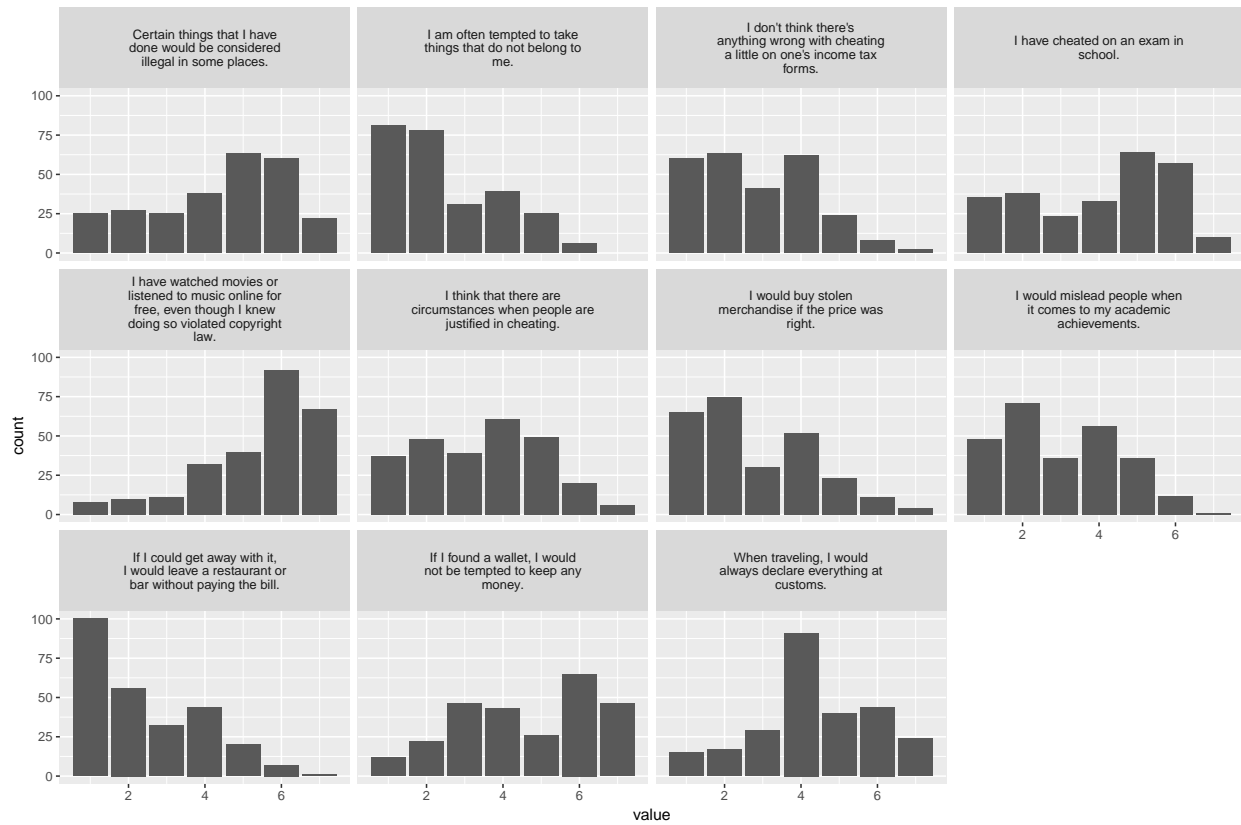 Certain things that I have
done would be considered
illegal in some places.
I am often tempted to take
things that do not belong to
me.
I don't think there's
anything wrong with cheating
a little on one's income tax
forms.
I have cheated on an exam in
school.
100
75
50
25
0
I have watched movies or
listened to music online for
free, even though I knew
doing so violated copyright
law.
I think that there are
circumstances when people are
justified in cheating.
I would buy stolen
merchandise if the price was
right.
I would mislead people when
it comes to my academic
achievements.
100
75
50
25
0
count
2 4 6
If I could get away with it,
I would leave a restaurant or
bar without paying the bill.
If I found a wallet, I would
not be tempted to keep any
money.
When traveling, I would
always declare everything at
customs.
100
75
50
25
0
2 4 6 2 4 6 2 4 6
value